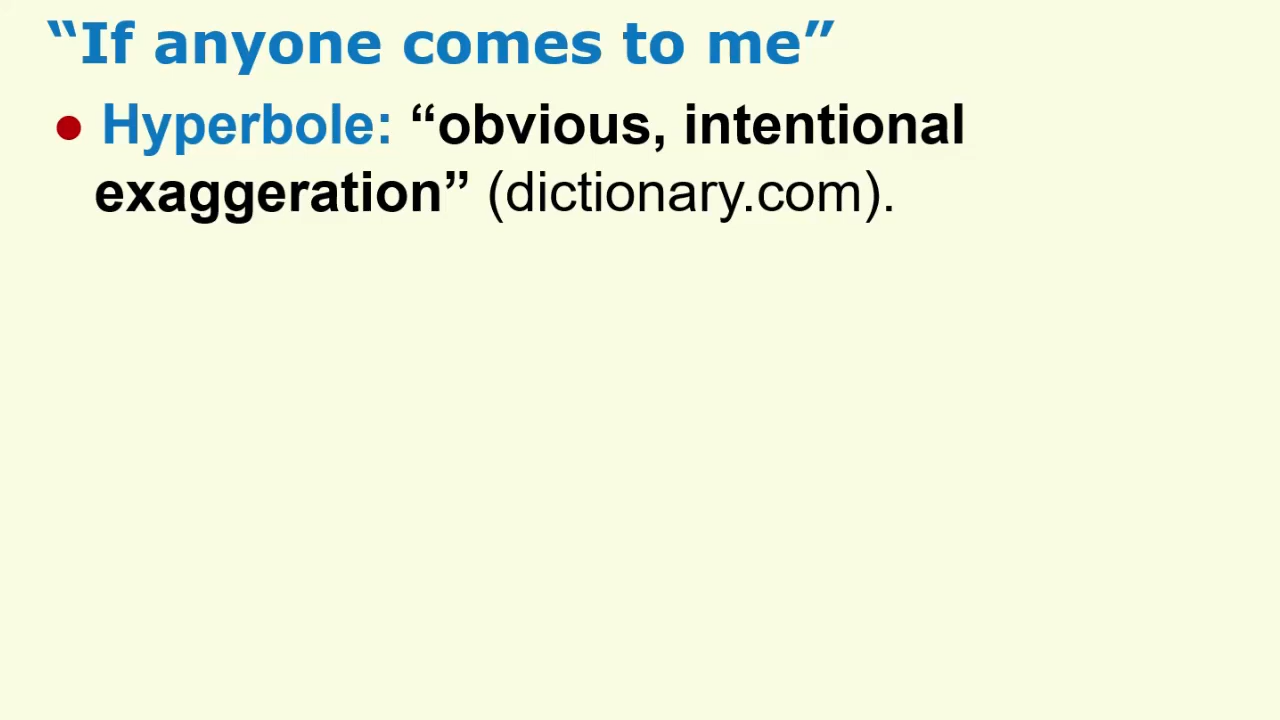 “If anyone comes to me”
● Hyperbole: “obvious, intentional
exaggeration” (dictionary.com).